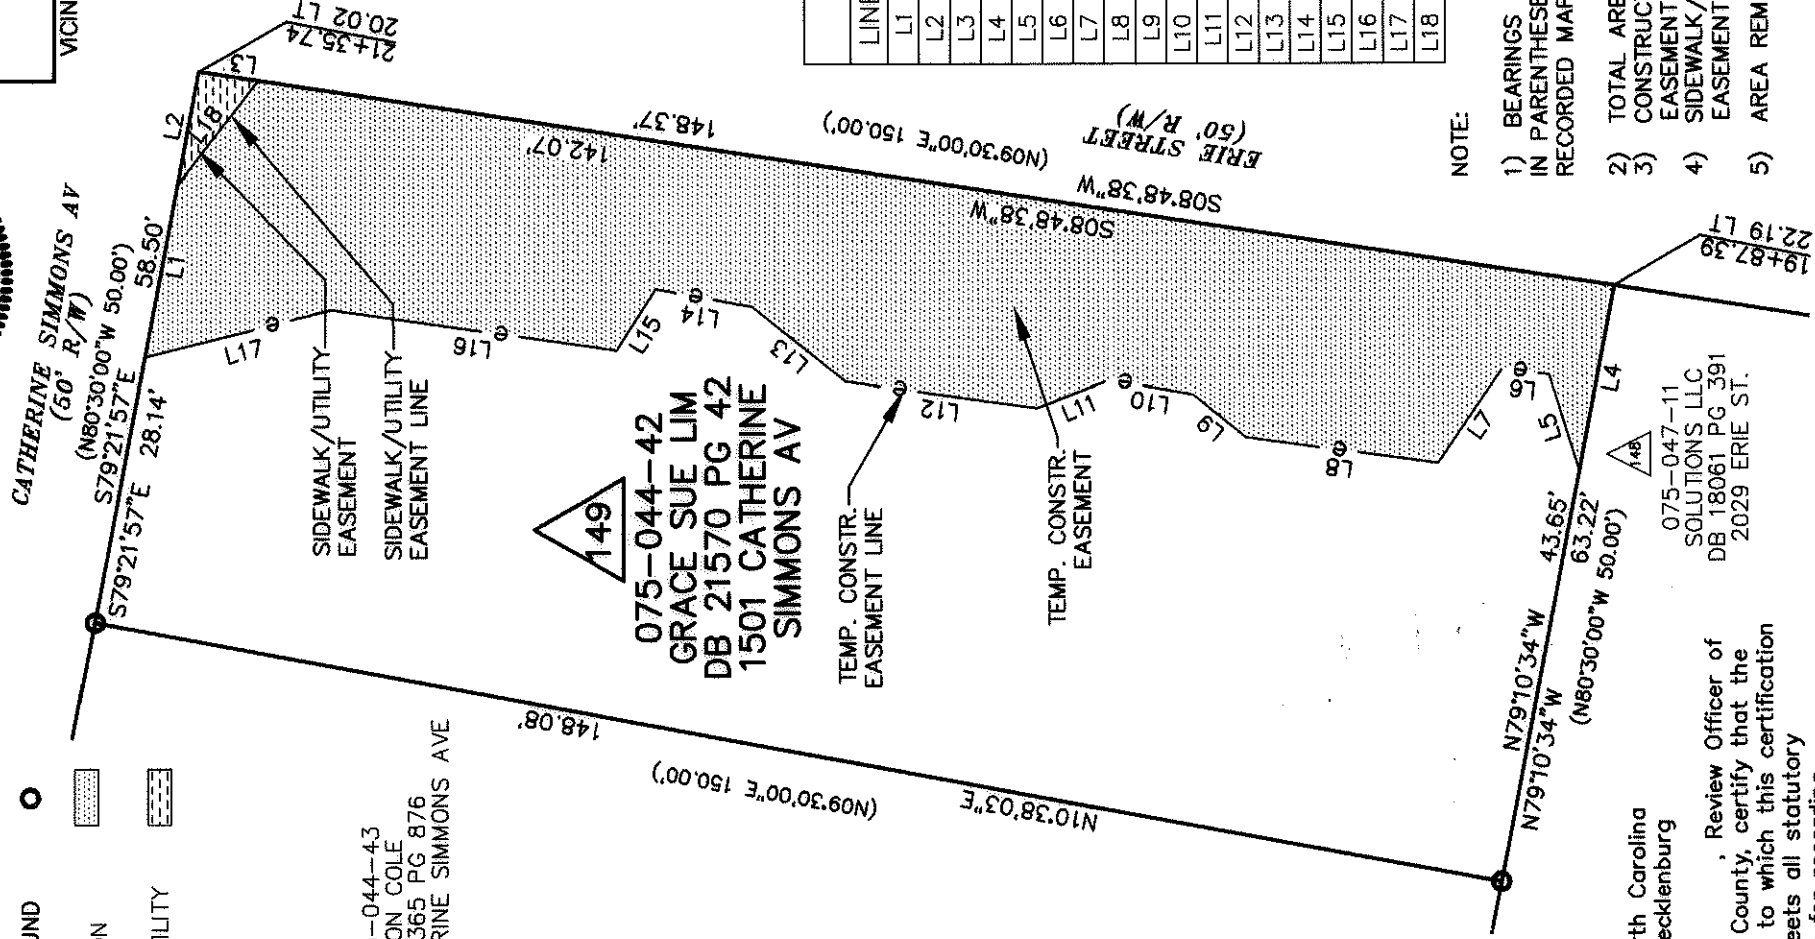 VICIN
CATHERINE SIMMONS AV
(50' R/W)
(N80°30'00"W 50.00')
S79°21'57"E
58.50'
S79°21'57"E 28.14'
L1
L2
L3
L18
21+35.74
20.02 LT
L17
L16
L15
L14
L13
L12
L11
L10
L9
L8
L7
L6
L5
L4
SIDEWALK/UTILITY
EASEMENT
SIDEWALK/UTILITY
EASEMENT LINE
149
075-044-42
GRACE SUE LIM
DB 21570 PG 42
1501 CATHERINE
SIMMONS AV
TEMP. CONSTR.
EASEMENT LINE
TEMP. CONSTR.
EASEMENT
142.07'
148.37'
(N09°30'00"E 150.00')
ERIE STREET
(50' R/W)
S08°48'38"W
S08°48'38"W
19+87.39
22.19 LT
148.08'
(N09°30'00"E 150.00')
N10°38'03"E
N79°10'34"W
43.65'
N79°10'34"W
63.22'
(N80°30'00"W 50.00')
148
075-047-11
SOLUTIONS LLC
DB 18061 PG 391
2029 ERIE ST.
UND
ON
ILITY
-044-43
ON COLE
365 PG 876
RINE SIMMONS AVE
LINE
L1
L2
L3
L4
L5
L6
L7
L8
L9
L10
L11
L12
L13
L14
L15
L16
L17
L18
NOTE:
1) BEARINGS
IN PARENTHESE
RECORDED MAP
2) TOTAL ARE
3) CONSTRUCT
EASEMENT
4) SIDEWALK/
EASEMENT
5) AREA REM
rth Carolina
ecklenburg
, Review Officer of
County, certify that the
to which this certification
eets all statutory
for recording